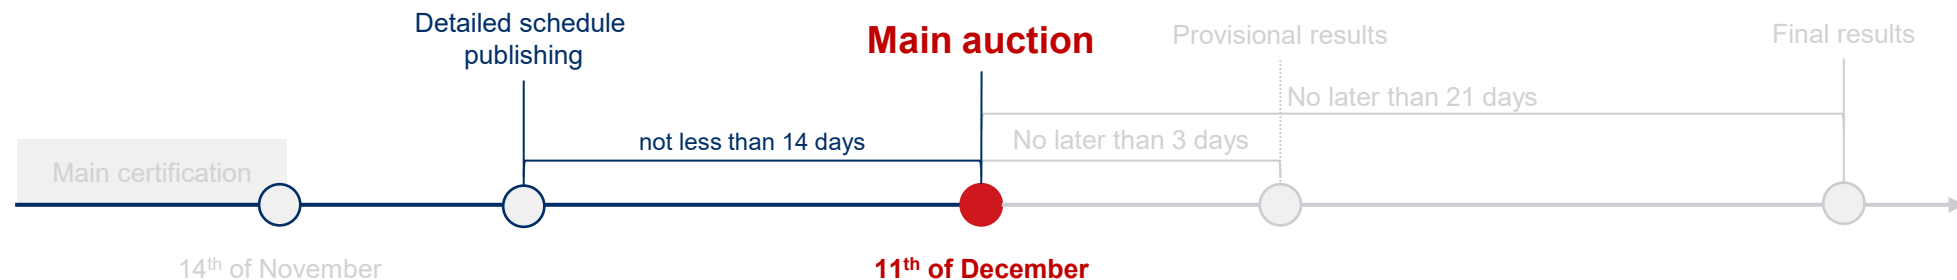 Detailed schedule
publishing
Main auction
Provisional results
Final results
No later than 21 days
not less than 14 days
No later than 3 days
Main certification
14th of November
11th of December